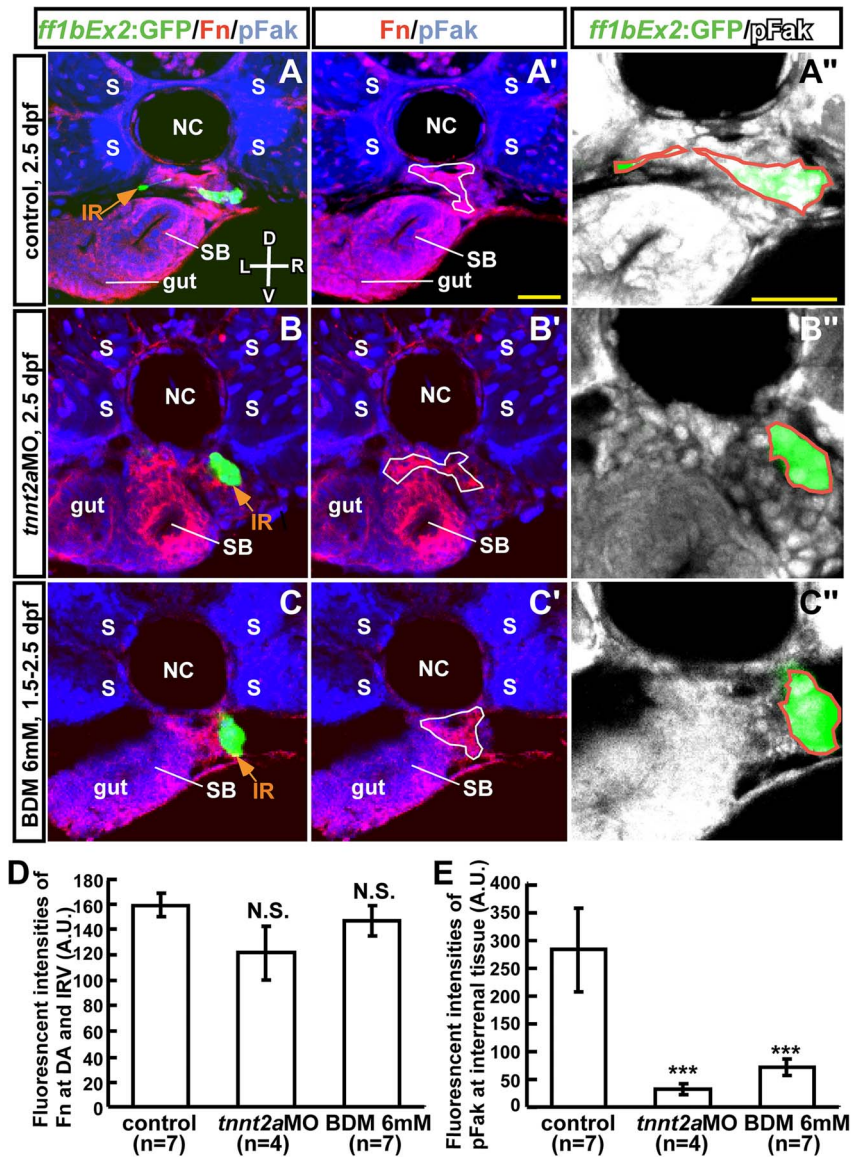 ff1bEx2:GFP/Fn/pFak
Fn/pFak
ff1bEx2:GFP/pFak
control, 2.5 dpf
A
S
S
NC
S
S
IR
SB
gut
D
L
R
V
A'
NC
SB
gut
A"
tnnt2aMO, 2.5 dpf
B
S
S
NC
S
S
gut
IR
SB
B'
S
S
NC
S
S
gut
SB
B"
BDM 6mM, 1.5-2.5 dpf
C
S
S
NC
S
S
gut
SB
IR
C'
S
S
NC
S
S
gut
SB
C"
D
Fluoresncent intensities of
Fn at DA and IRV (A.U.)
180
160
140
120
100
80
60
40
20
0
N.S.
N.S.
control
(n=7)
tnnt2aMO
(n=4)
BDM 6mM
(n=7)
E
Fluoresncent intensities of
pFak at interrenal tissue (A.U.)
400
350
300
250
200
150
100
50
0
***
***
control
(n=7)
tnnt2aMO
(n=4)
BDM 6mM
(n=7)